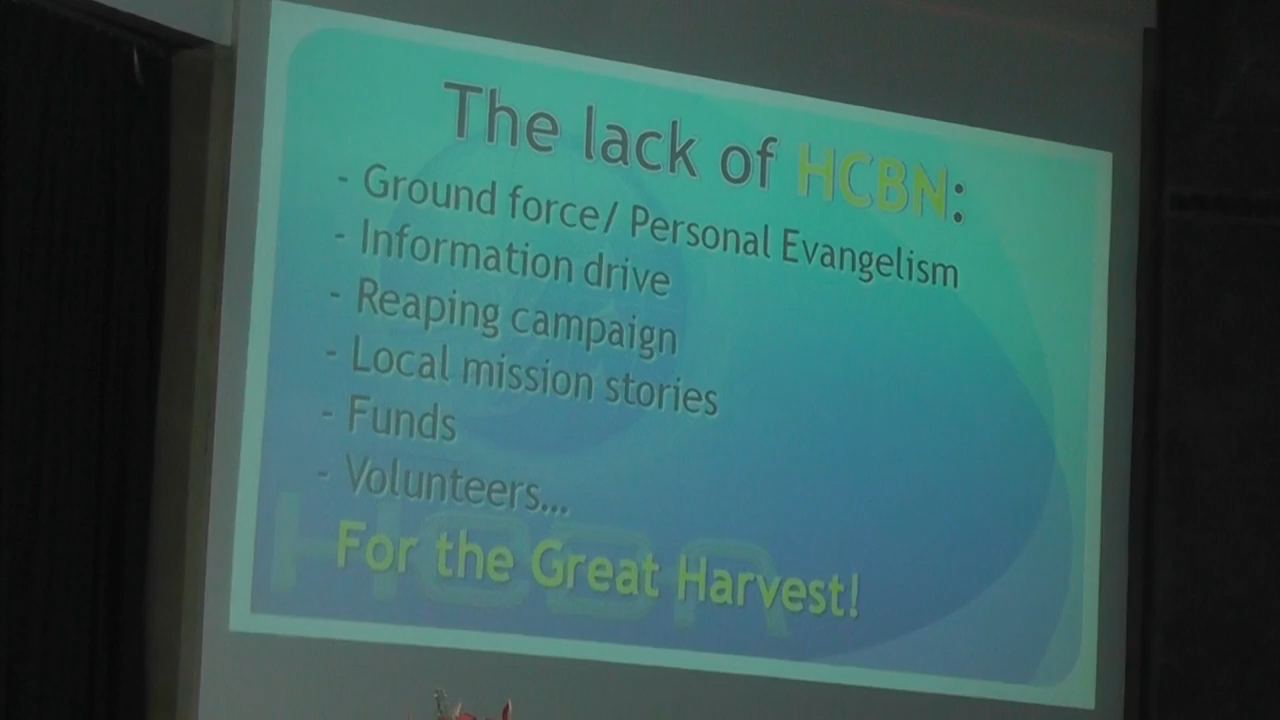 The lack of HCBN:
- Ground force/ Personal Evangelism
- Information drive
- Reaping campaign
- Local mission stories
- Funds
- Volunteers...
For the Great Harvest!
HCBN